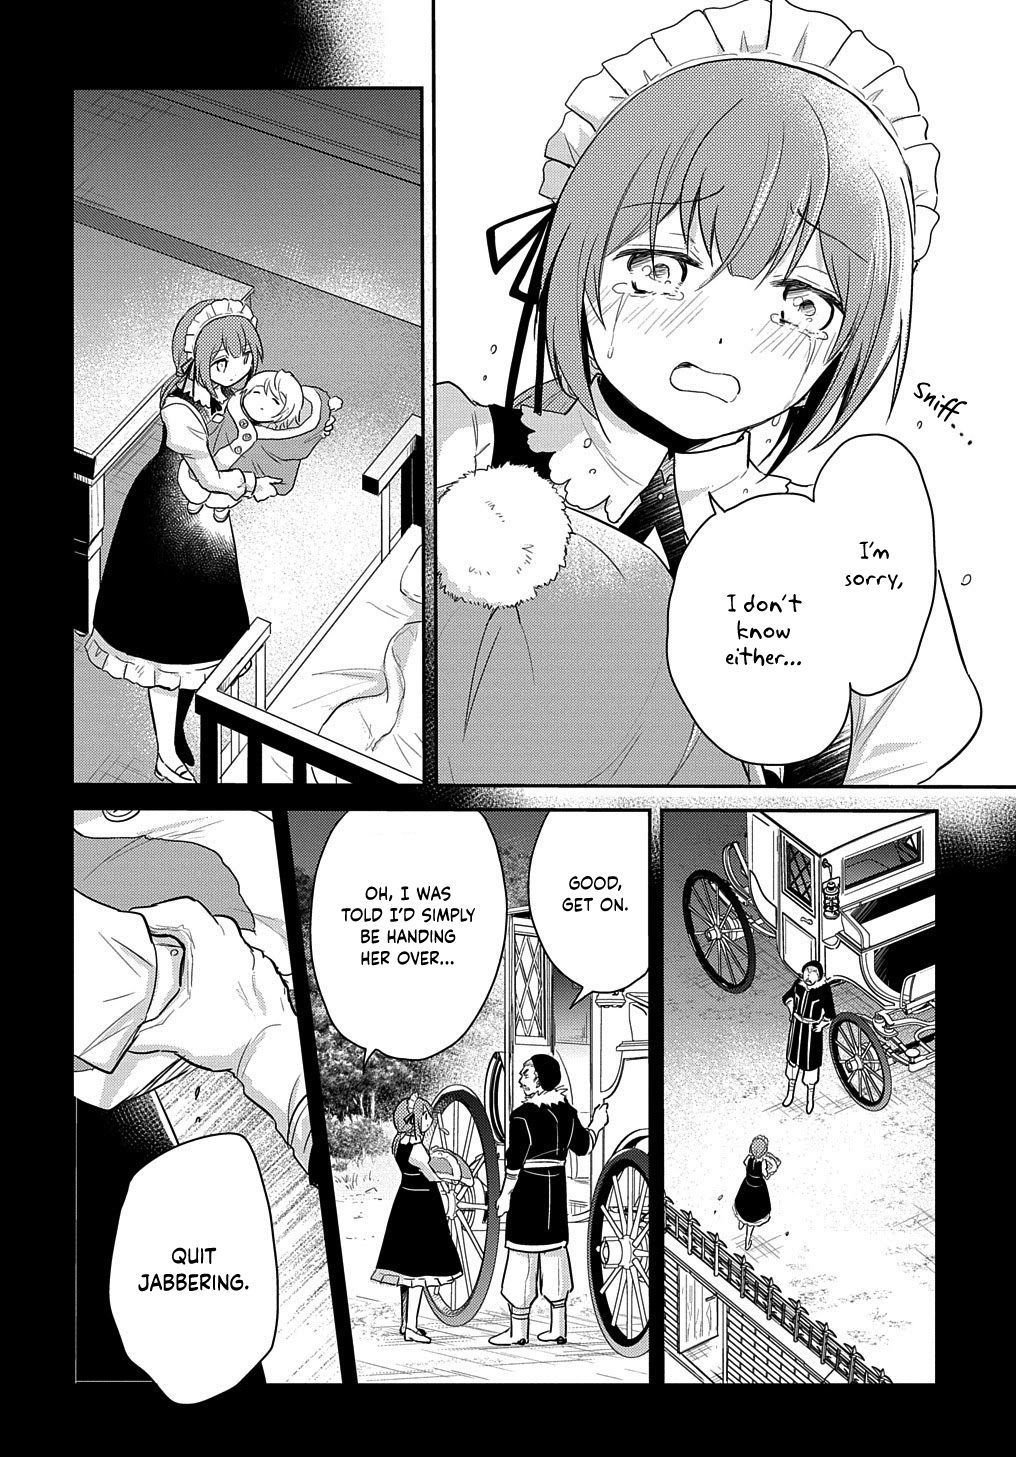 Sniff...
I'm
sorry,
I don't
know
either...
GOOD,
GET ON.
OH, I WAS
TOLD I'D SIMPLY
BE HANDING
HER OVER...
QUIT
JABBERING.